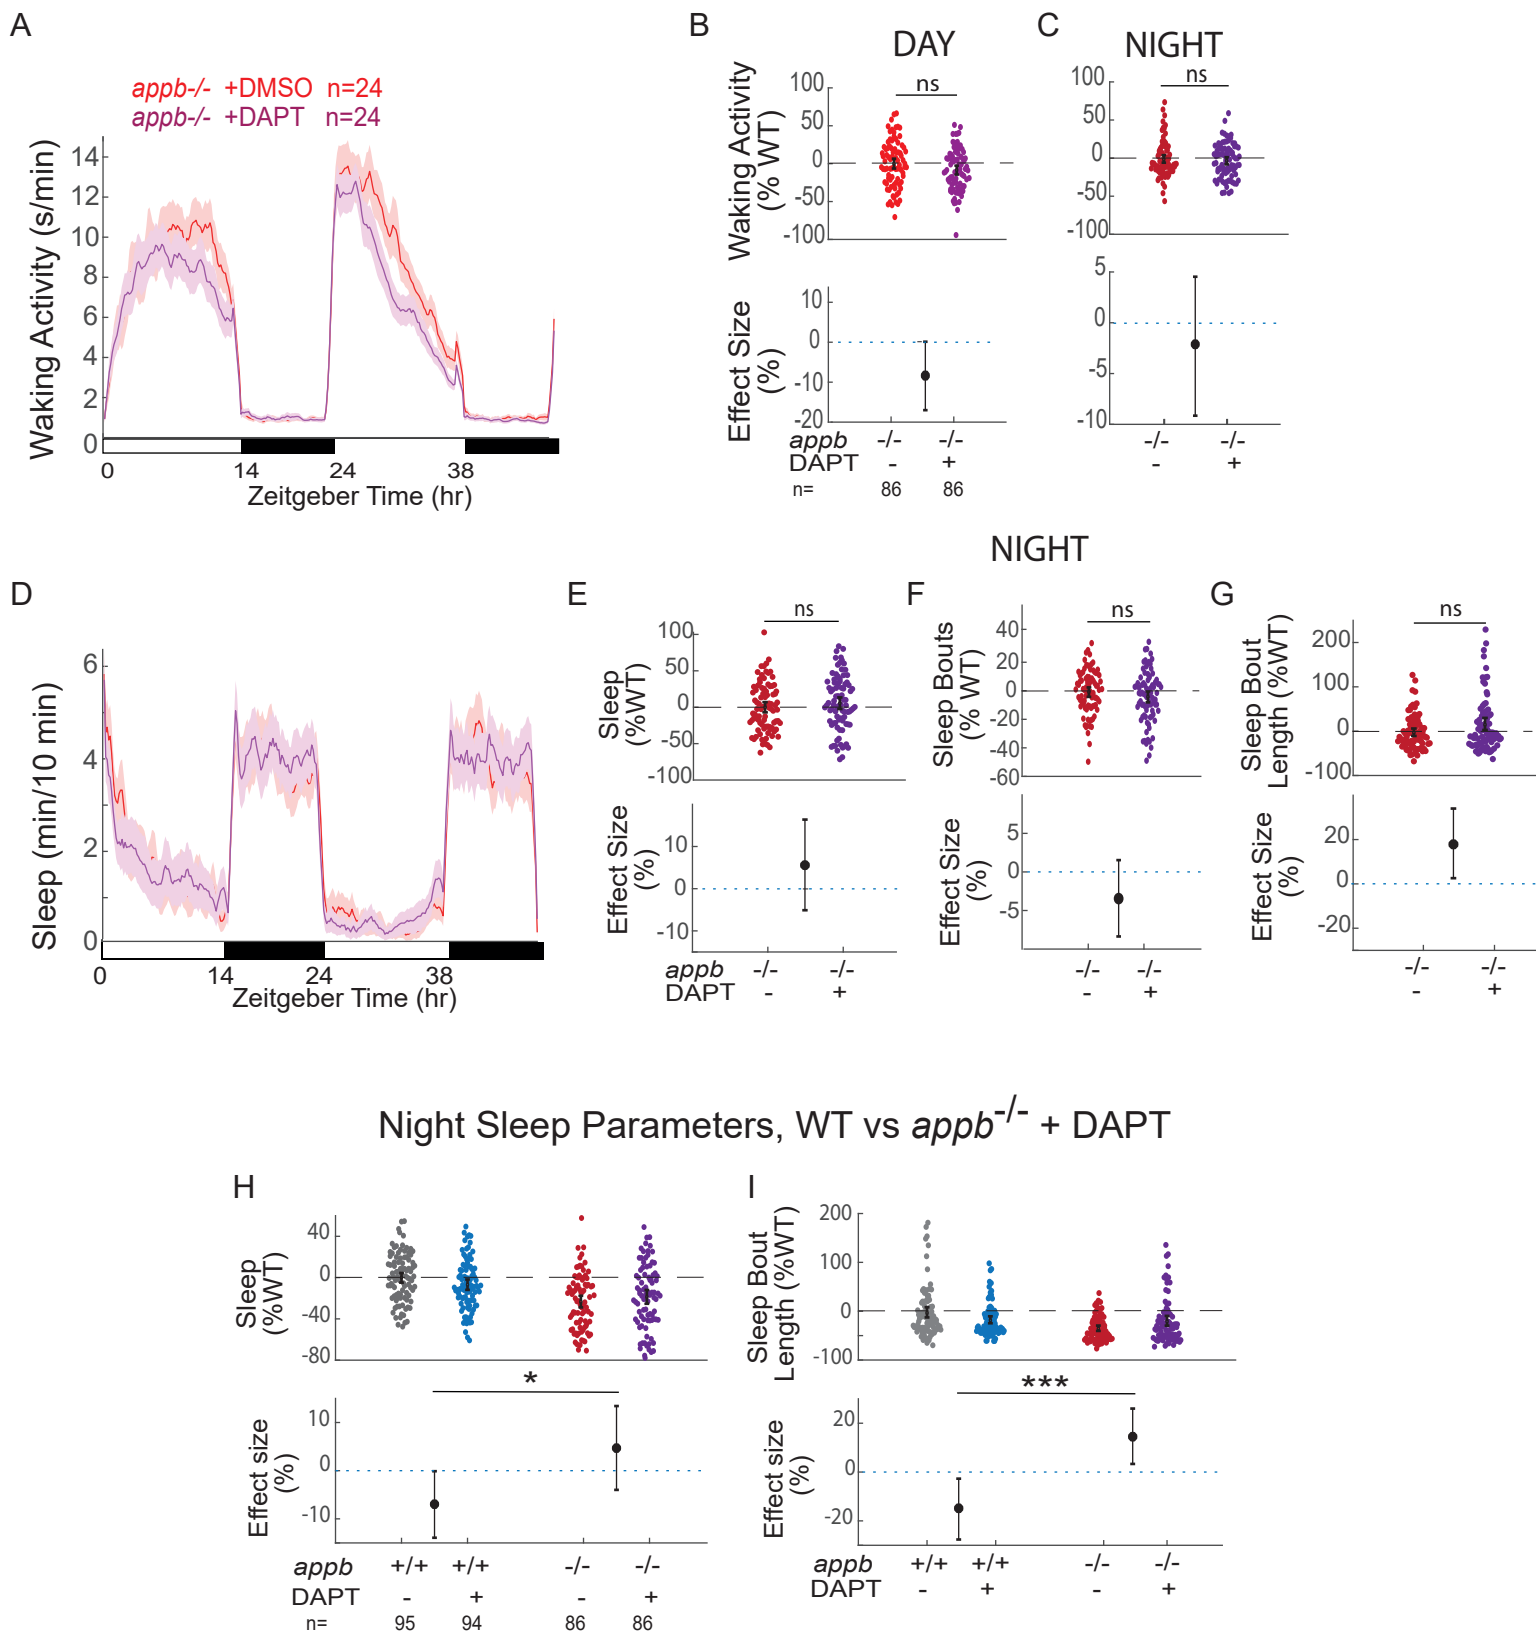 A
appb-/- +DMSO n=24
appb-/- +DAPT n=24
Waking Activity (s/min)
14
12
10
8
6
4
2
0
0 14 24 38
Zeitgeber Time (hr)
B
DAY
Waking Activity
(% WT)
100
50
0
-50
-100
ns
Effect Size
(%)
10
0
-10
-20
appb -/- -/-
DAPT - +
n= 86 86
C
NIGHT
100
50
0
-50
-100
ns
5
0
-5
-10
-/- -/-
- +
D
Sleep (min/10 min)
6
4
2
0
0 14 24 38
Zeitgeber Time (hr)
NIGHT
E
Sleep
(%WT)
100
50
0
-50
-100
ns
Effect Size
(%)
10
0
-10
appb -/- -/-
DAPT - +
F
Sleep Bouts
(% WT)
40
20
0
-20
-40
-60
ns
Effect Size
(%)
5
0
-5
-/- -/-
- +
G
Sleep Bout
Length (%WT)
200
100
0
-100
ns
Effect Size
(%)
20
0
-20
-/- -/-
- +
Night Sleep Parameters, WT vs appb-/- + DAPT
H
Sleep
(%WT)
40
0
-40
-80
*
Effect size
(%)
10
0
-10
appb +/+ +/+ -/- -/-
DAPT - + - +
n= 95 94 86 86
I
Sleep Bout
Length (%WT)
200
100
0
-100
***
Effect size
(%)
20
0
-20
appb +/+ +/+ -/- -/-
DAPT - + - +